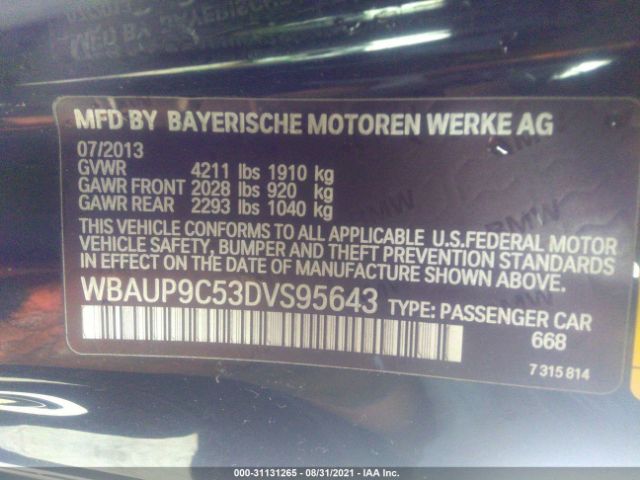 MFD BY BAYERISCHE MOTOREN WERKE AG
07/2013
GVWR 4211 lbs 1910 kg
GAWR FRONT 2028 lbs 920 kg
GAWR REAR 2293 lbs 1040 kg
THIS VEHICLE CONFORMS TO ALL APPLICABLE U.S.FEDERAL MOTOR
VEHICLE SAFETY, BUMPER AND THEFT PREVENTION STANDARDS
IN EFFECT ON THE DATE OF MANUFACTURE SHOWN ABOVE.
WBAUP9C53DVS95643 TYPE: PASSENGER CAR
668
7 315 814
000-31131265 - 08/31/2021 - IAA Inc.